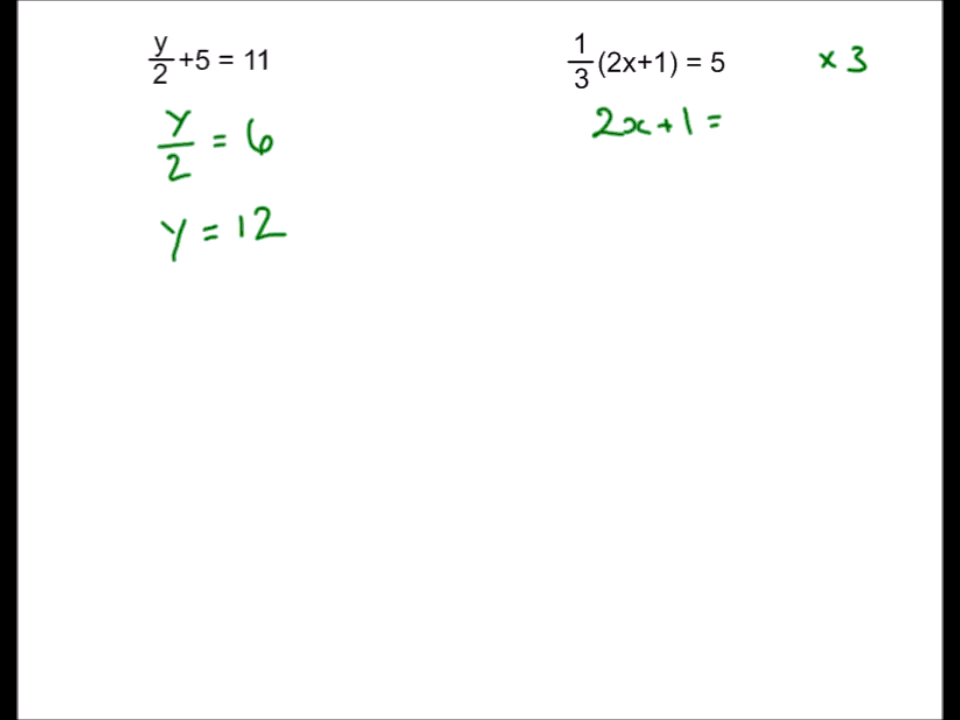 y/2 +5 = 11
y/2 = 6
y = 12
1/3 (2x+1) = 5 × 3
2x+1 =